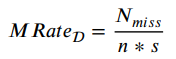 M Rate_D = N_miss / n * s